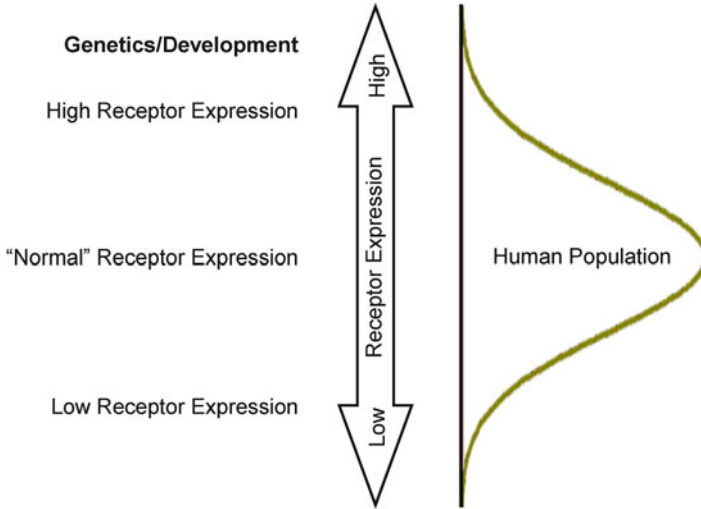 Genetics/Development
High Receptor Expression
“Normal” Receptor Expression
Low Receptor Expression
High
Receptor Expression
Low
Human Population